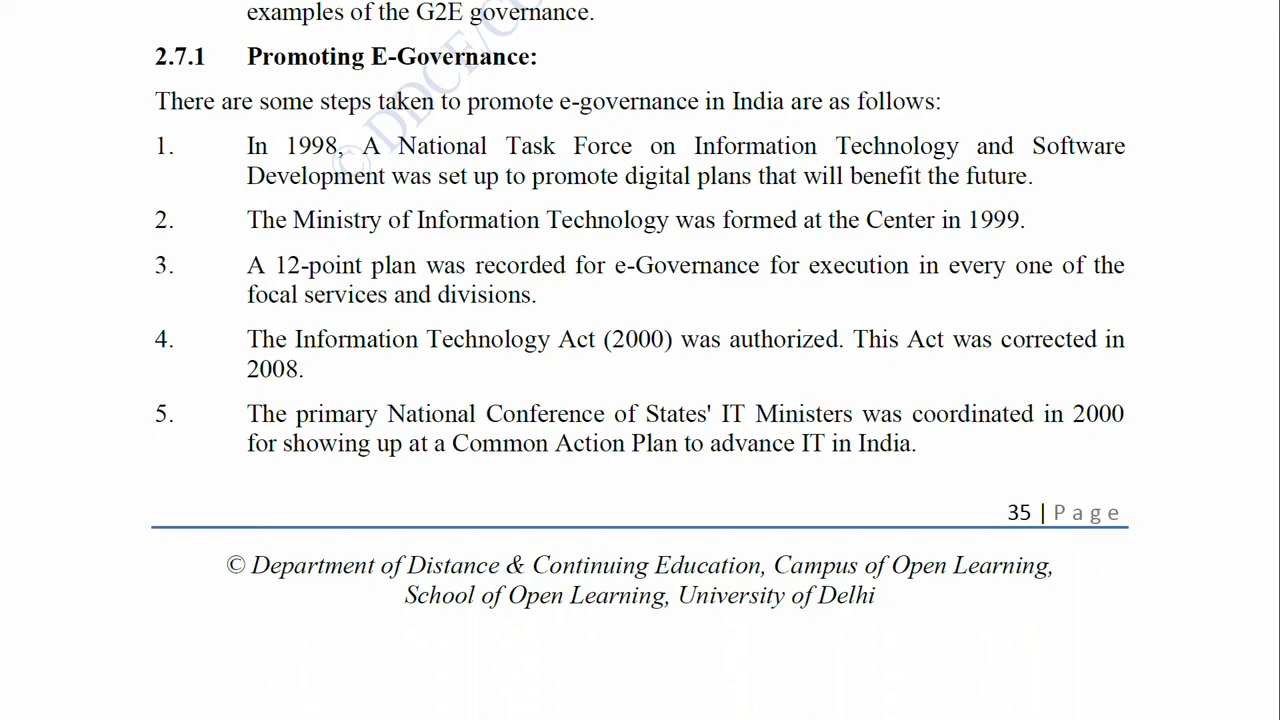 examples of the G2E governance.
2.7.1 Promoting E-Governance:
There are some steps taken to promote e-governance in India are as follows:
1. In 1998, A National Task Force on Information Technology and Software
Development was set up to promote digital plans that will benefit the future.
2. The Ministry of Information Technology was formed at the Center in 1999.
3. A 12-point plan was recorded for e-Governance for execution in every one of the
focal services and divisions.
4. The Information Technology Act (2000) was authorized. This Act was corrected in
2008.
5. The primary National Conference of States' IT Ministers was coordinated in 2000
for showing up at a Common Action Plan to advance IT in India.
35 | Page
© Department of Distance & Continuing Education, Campus of Open Learning,
School of Open Learning, University of Delhi
© DDCE/CO